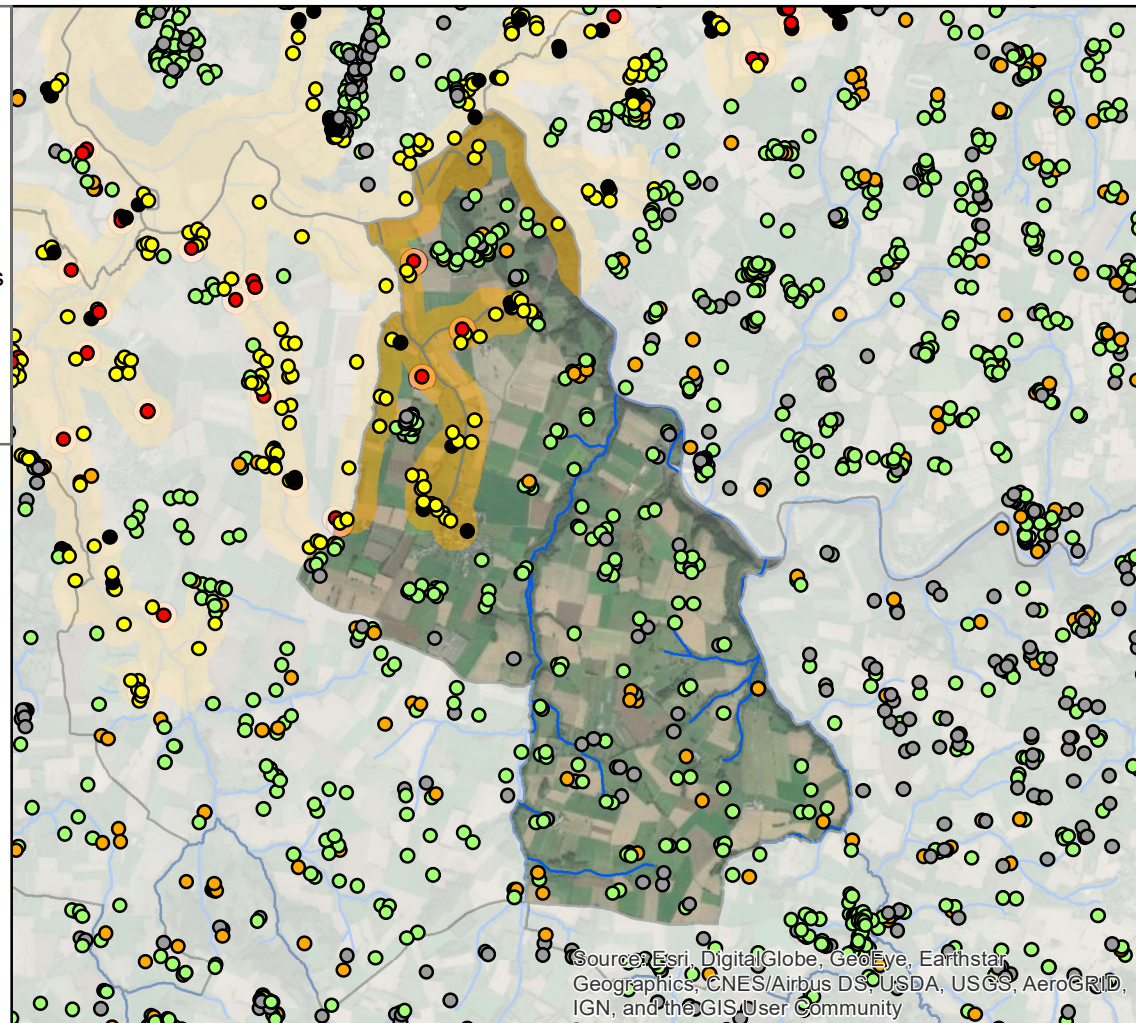 s
Source: Esri, DigitalGlobe, GeoEye, Earthstar
Geographics, CNES/Airbus DS, USDA, USGS, AeroGRID,
IGN, and the GIS User Community